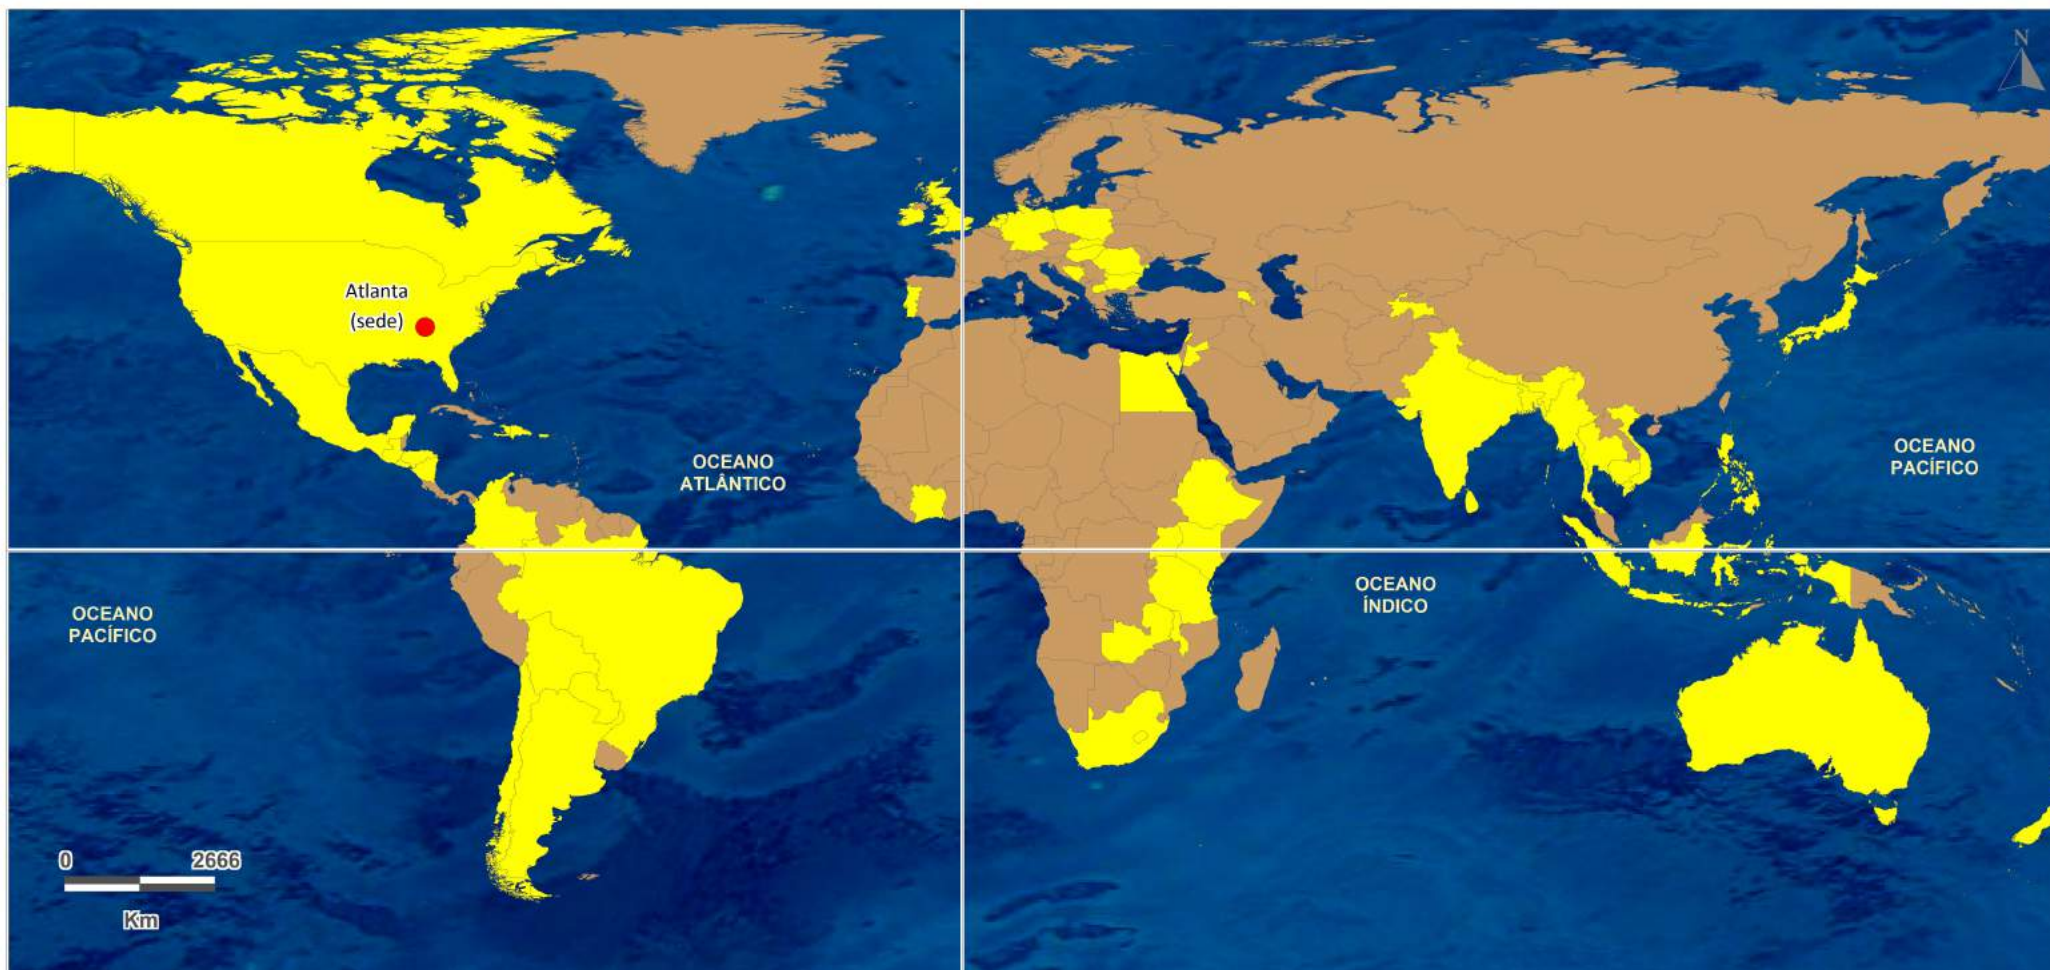 N
Atlanta
(sede)
OCEANO
ATLÂNTICO
OCEANO
PACÍFICO
OCEANO
PACÍFICO
OCEANO
ÍNDICO
0 2666
Km